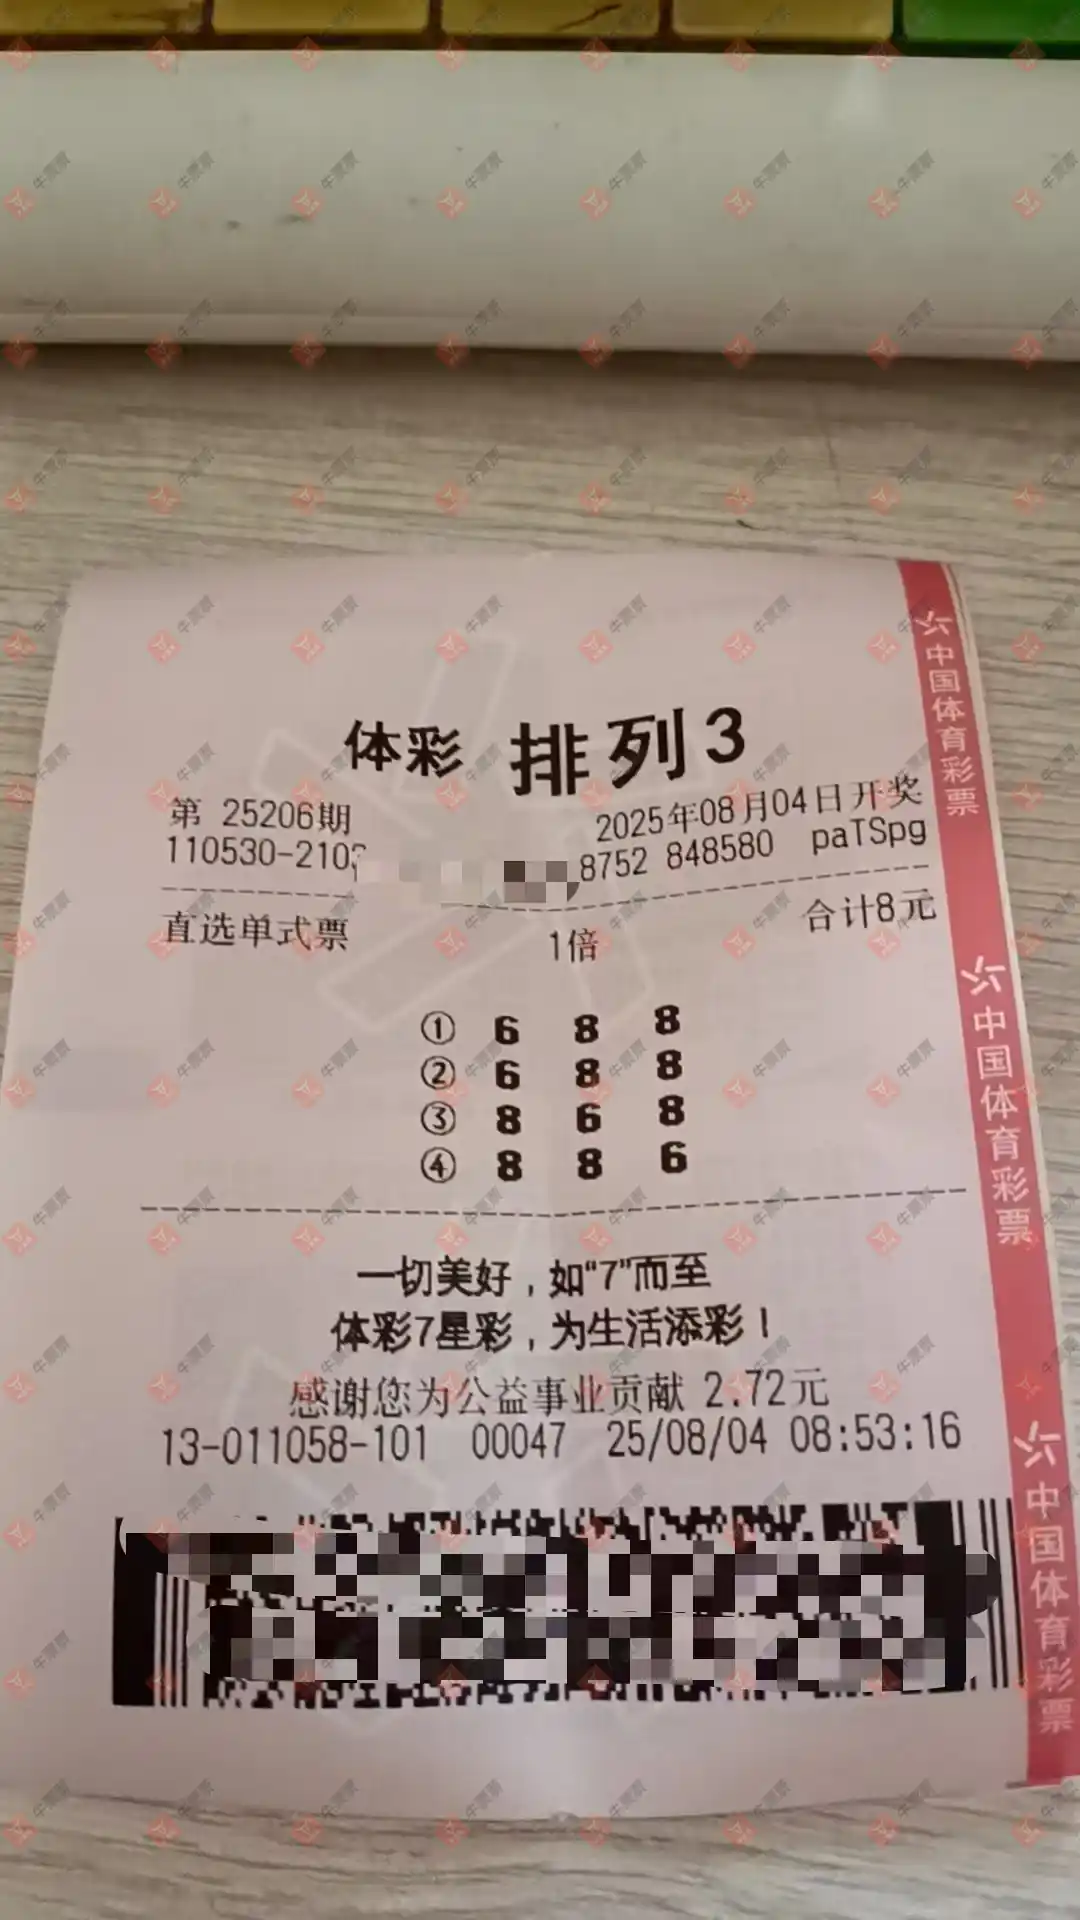 体彩 排列3
第 25206期 2025年08月04日开奖
110530-2103 8752 848580 paTSpg
直选单式票 1倍 合计8元
① 6 8 8
② 6 8 8
③ 8 6 8
④ 8 8 6
一切美好，如“7”而至
体彩7星彩，为生活添彩！
感谢您为公益事业贡献 2.72元
13-011058-101 00047 25/08/04 08:53:16
中国体育彩票
中国体育彩票
中国体育彩票
牛票票